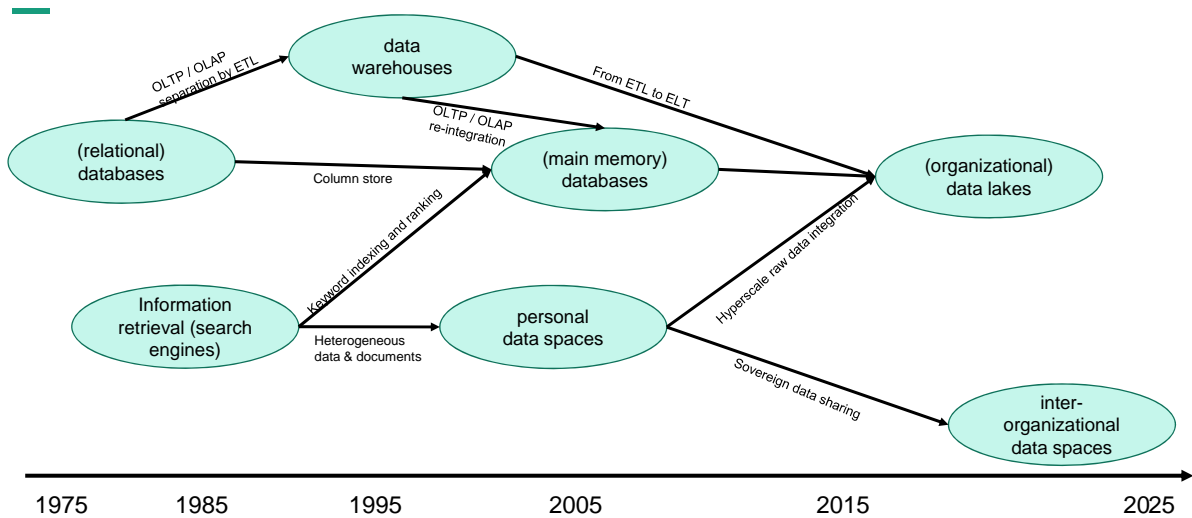 data
warehouses
OLTP / OLAP
separation by ETL
From ETL to ELT
OLTP / OLAP
re-integration
(relational)
databases
Column store
(main memory)
databases
(organizational)
data lakes
Keyword indexing and ranking
Hyperscale raw data integration
Information
retrieval (search
engines)
Heterogeneous
data & documents
personal
data spaces
Sovereign data sharing
inter-
organizational
data spaces
1975
1985
1995
2005
2015
2025